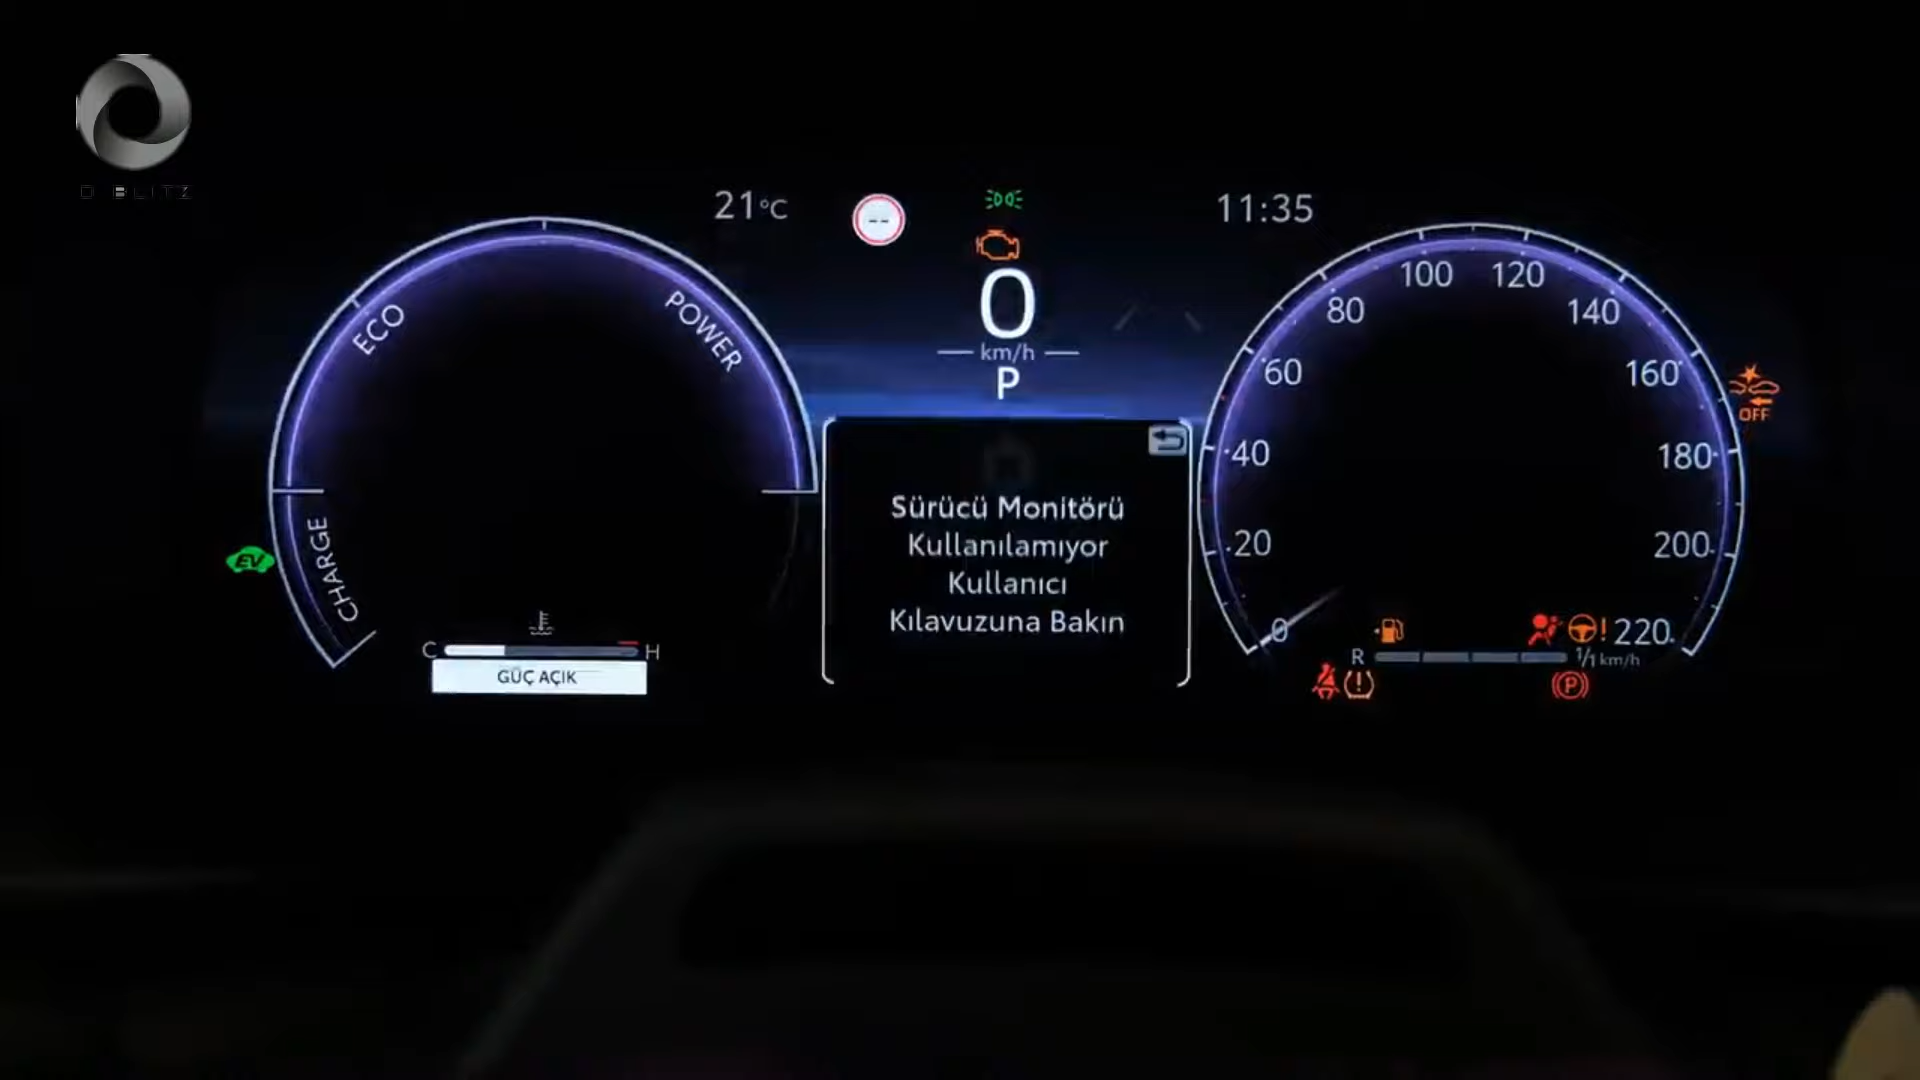 21°C
--
11:35
0
km/h
P
ECO
POWER
CHARGE
EV
C
H
GÜÇ AÇIK
Sürücü Monitörü
Kullanılamıyor
Kullanıcı
Kılavuzuna Bakın
0
20
40
60
80
100
120
140
160
180
200
220
OFF
R
1/1
km/h
P